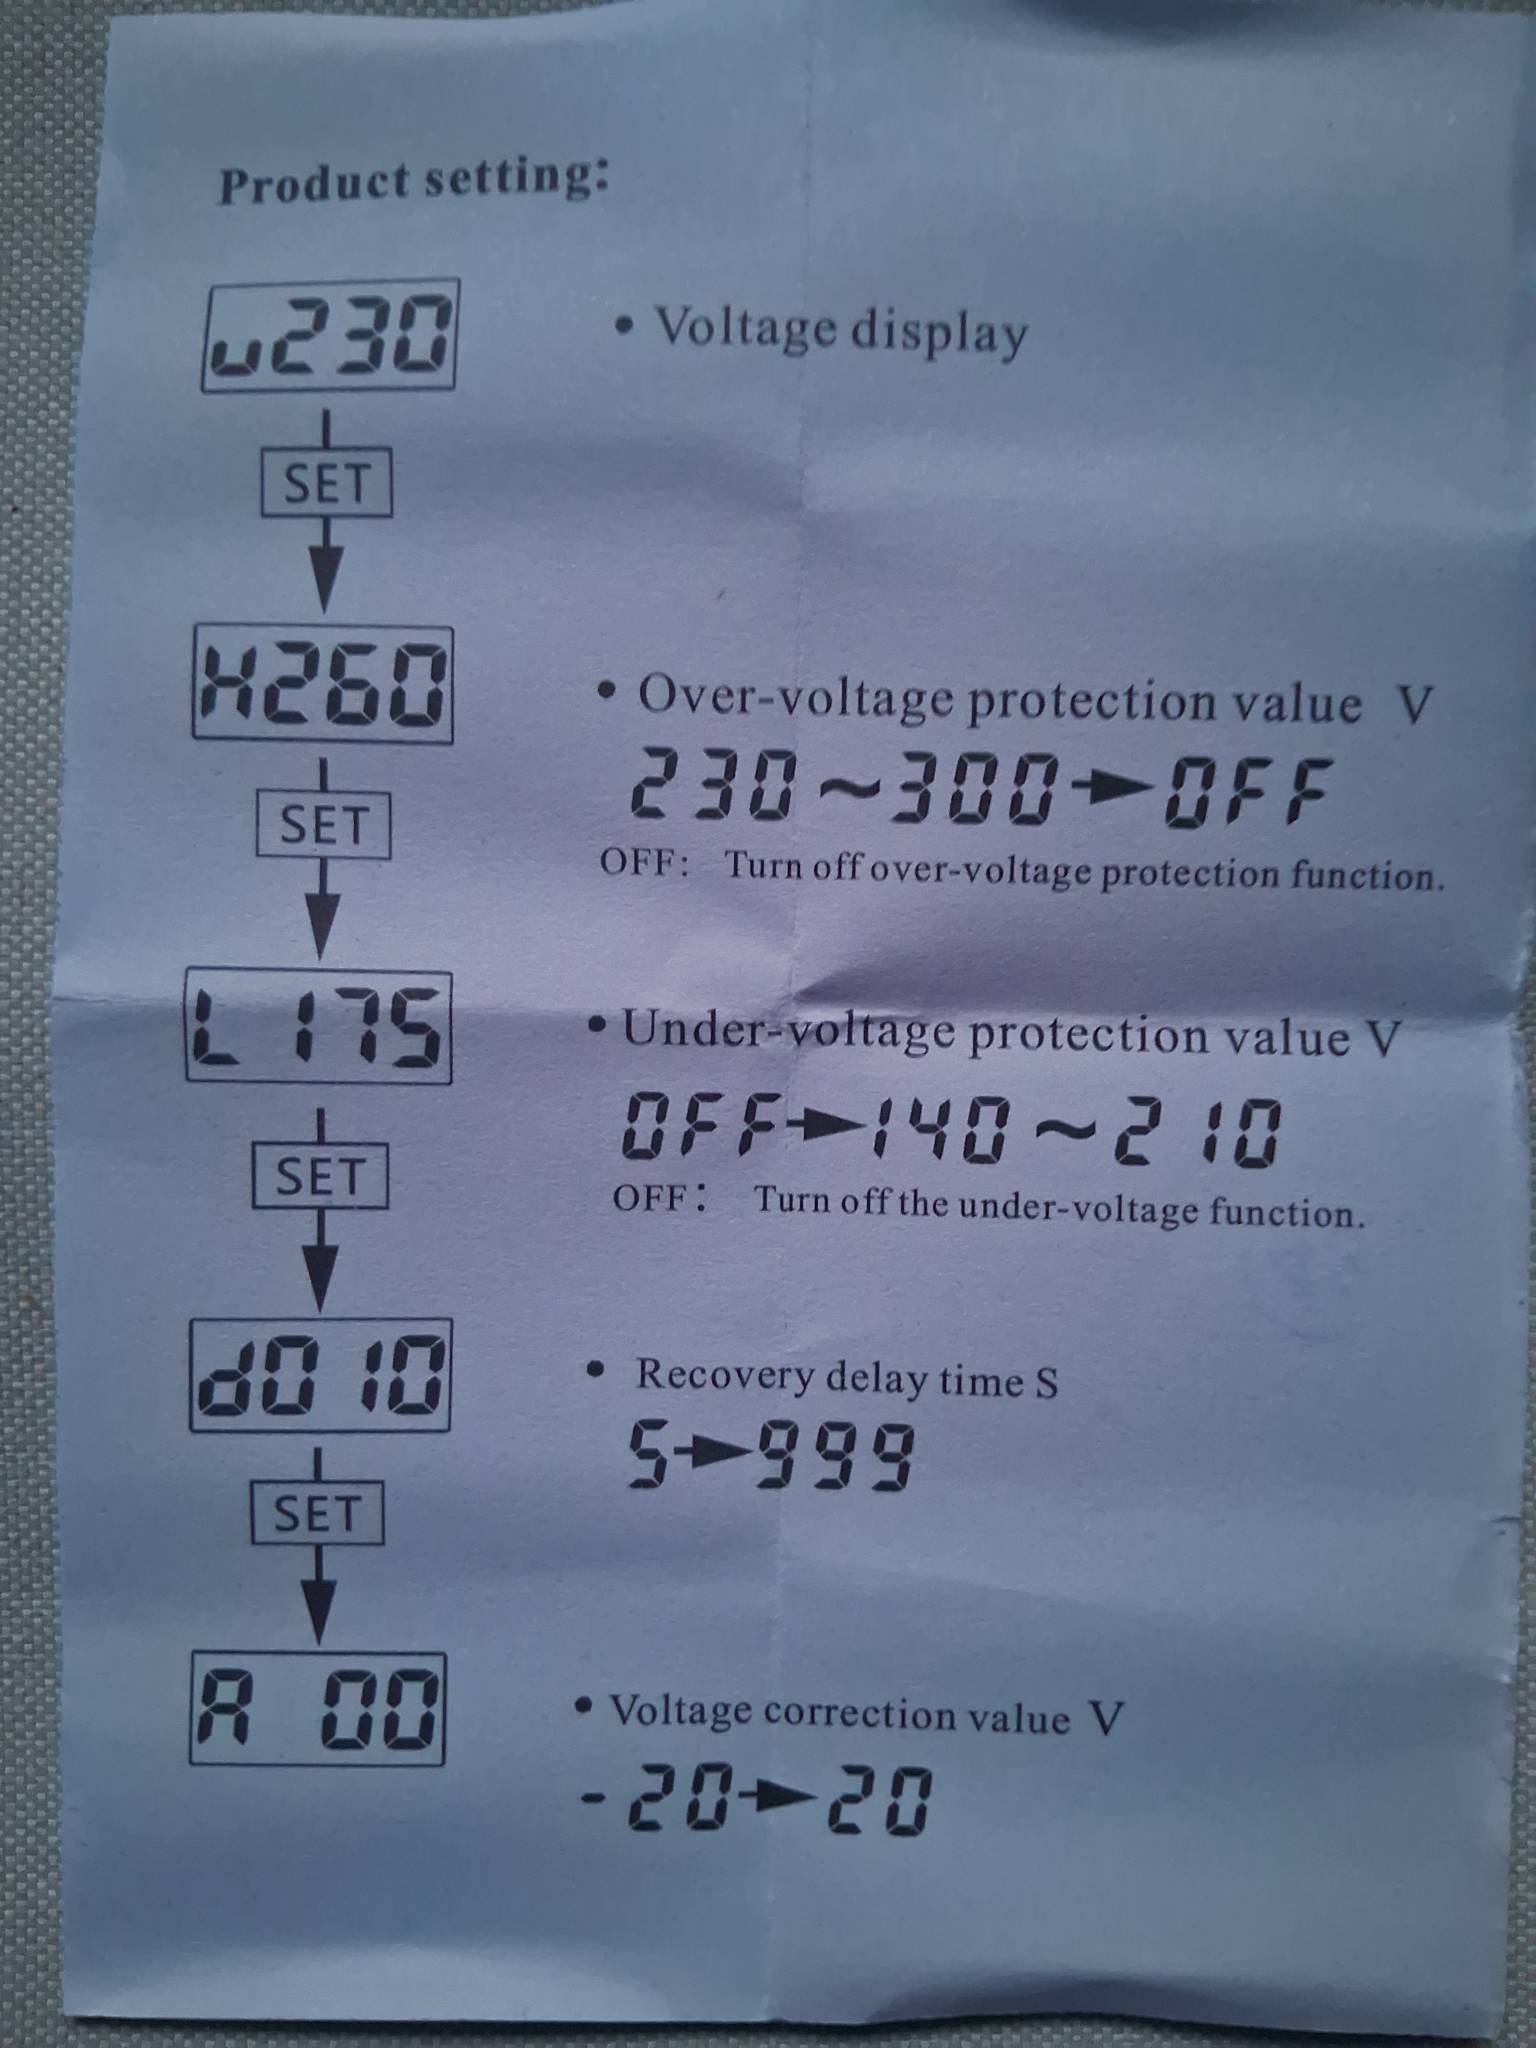 Product setting:
u230
• Voltage display
SET
H260
• Over-voltage protection value V
230～300→OFF
OFF: Turn off over-voltage protection function.
SET
L175
• Under-voltage protection value V
OFF→140～210
OFF: Turn off the under-voltage function.
SET
d010
• Recovery delay time S
5→999
SET
A 00
• Voltage correction value V
-20→20